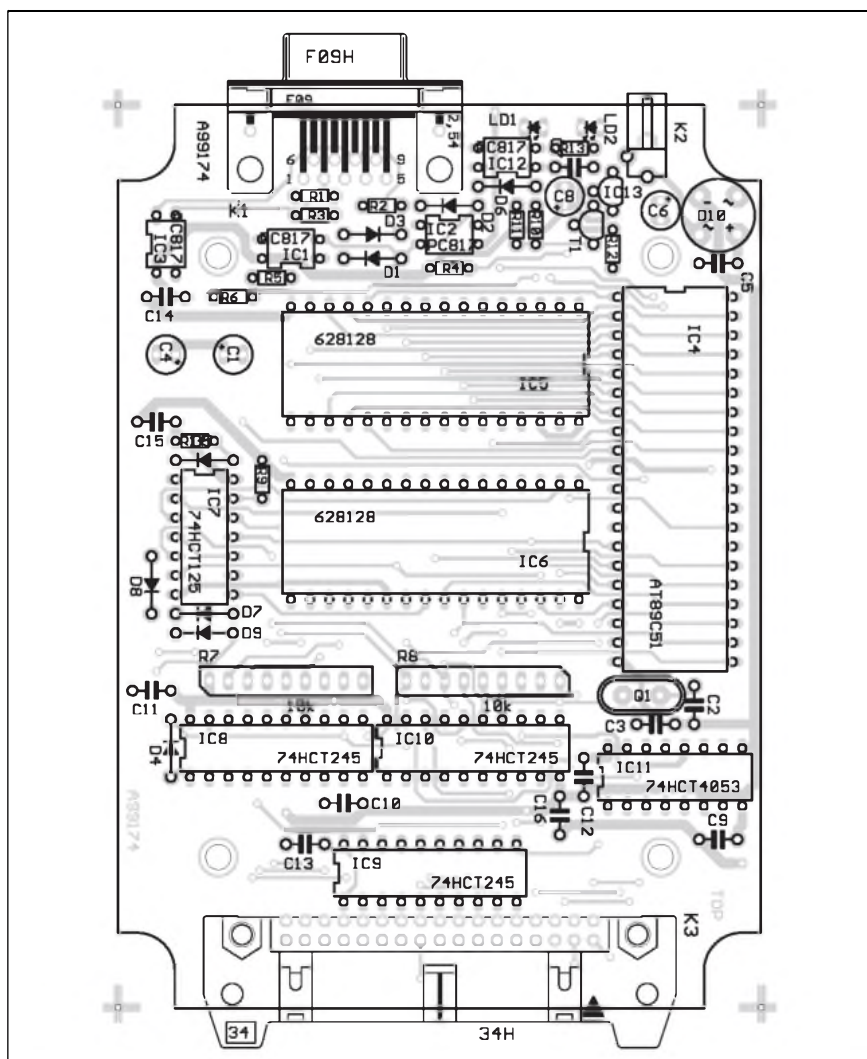 F09H
F09
A99174
2,54
6
9
1
5
K1
LD1
LD2
K2
C817
IC12
R13
C8
IC13
C6
D10
- ~
~ +
R1
R3
R2
D3
D2
D6
R11
R10
T1
R12
C5
C817
IC3
C817
IC1
IC2
PC817
D1
R4
R5
R6
C14
628128
IC5
IC4
C4
C1
C15
R9
IC7
74HCT125
628128
IC6
AT89C51
D8
D7
D9
R7
R8
10k
10k
Q1
C11
C3
C2
D4
IC8
74HCT245
IC10
74HCT245
IC11
74HCT4053
A99174
C10
C16
C12
C9
C13
IC9
74HCT245
TOP
K3
34
34H